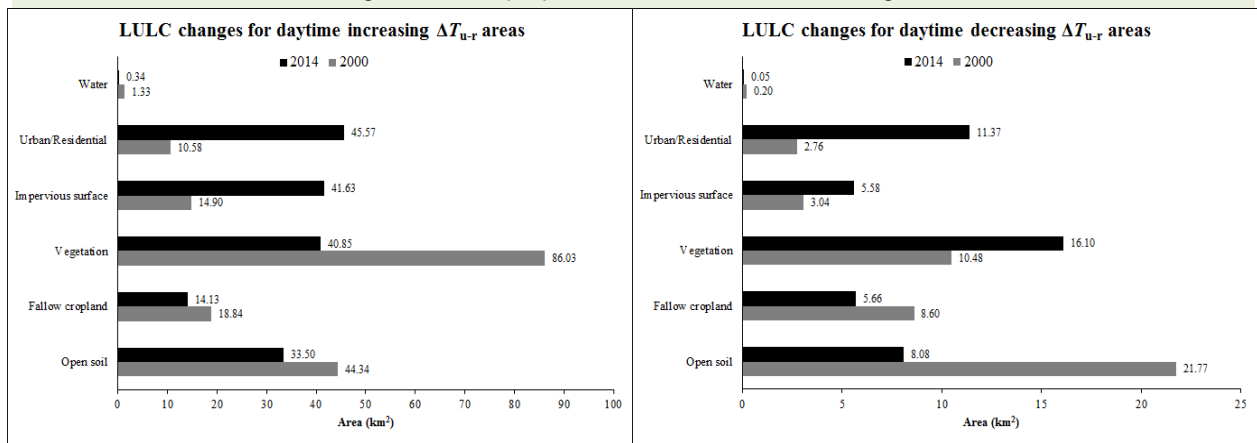 LULC changes for daytime increasing ΔTu-r areas
2014 2000
Water
0.34
1.33
Urban/Residential
45.57
10.58
Impervious surface
41.63
14.90
Vegetation
40.85
86.03
Fallow cropland
14.13
18.84
Open soil
33.50
44.34
0 10 20 30 40 50 60 70 80 90 100
Area (km²)
LULC changes for daytime decreasing ΔTu-r areas
2014 2000
Water
0.05
0.20
Urban/Residential
11.37
2.76
Impervious surface
5.58
3.04
Vegetation
16.10
10.48
Fallow cropland
5.66
8.60
Open soil
8.08
21.77
0 5 10 15 20 25
Area (km²)